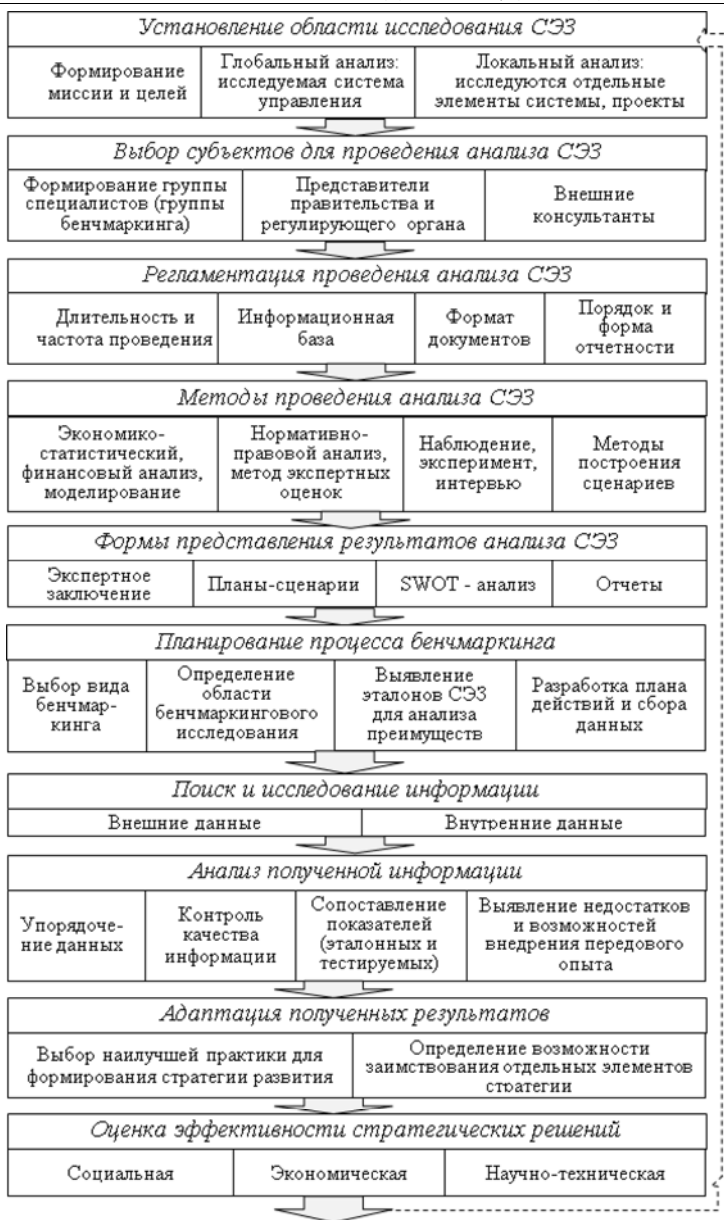 Установление области исследования СЭЗ
Формирование
миссии и целей
Глобальный анализ:
исследуемая система
управления
Локальный анализ:
исследуются отдельные
элементы системы, проекты
Выбор субъектов для проведения анализа СЭЗ
Формирование группы
специалистов (группы
бенчмаркинга)
Представители
правительства и
регулирующего органа
Внешние
консультанты
Регламентация проведения анализа СЭЗ
Длительность и
частота проведения
Информационная
база
Формат
документов
Порядок и
форма
отчетности
Методы проведения анализа СЭЗ
Экономико-
статистический,
финансовый анализ,
моделирование
Нормативно-
правовой анализ,
метод экспертных
оценок
Наблюдение,
эксперимент,
интервью
Методы
построения
сценариев
Формы представления результатов анализа СЭЗ
Экспертное
заключение
Планы-сценарии
SWOT - анализ
Отчеты
Планирование процесса бенчмаркинга
Выбор вида
бенчмар-
кинга
Определение
области
бенчмаркингового
исследования
Выявление
эталонов СЭЗ
для анализа
преимуществ
Разработка плана
действий и сбора
данных
Поиск и исследование информации
Внешние данные
Внутренние данные
Анализ полученной информации
Упорядоче-
ние данных
Контроль
качества
информации
Сопоставление
показателей
(эталонных и
тестируемых)
Выявление недостатков
и возможностей
внедрения передового
опыта
Адаптация полученных результатов
Выбор наилучшей практики для
формирования стратегии развития
Определение возможности
заимствования отдельных элементов
стратегии
Оценка эффективности стратегических решений
Социальная
Экономическая
Научно-техническая